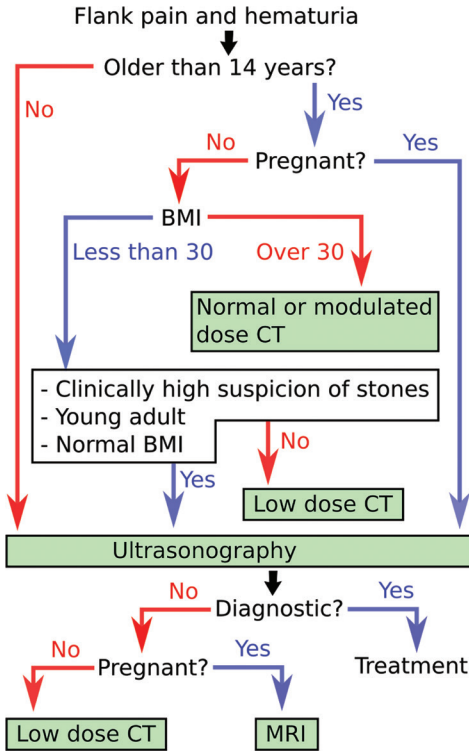 Flank pain and hematuria
Older than 14 years?
No
Yes
No
Pregnant?
Yes
BMI
Less than 30
Over 30
Normal or modulated
dose CT
- Clinically high suspicion of stones
- Young adult
- Normal BMI
No
Yes
Low dose CT
Ultrasonography
No
Diagnostic?
Yes
No
Pregnant?
Yes
Treatment
Low dose CT
MRI